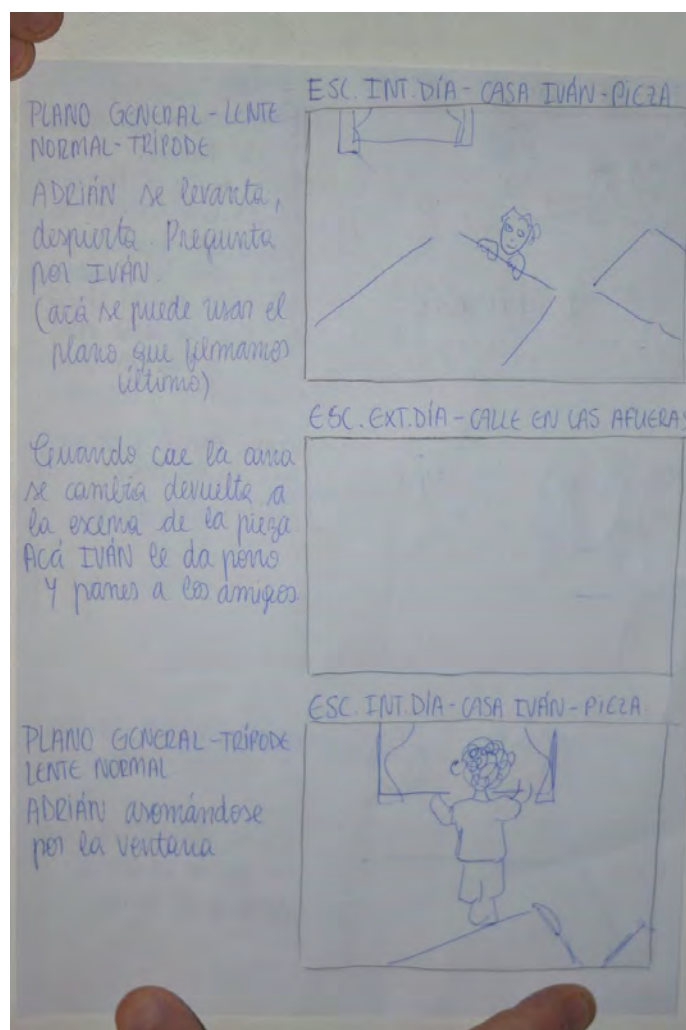 ESC. INT. DÍA - CASA IVÁN - PIEZA
PLANO GENERAL - LENTE
NORMAL - TRÍPODE
ADRIÁN se levanta,
despierta. Pregunta
por IVÁN.
(acá se puede usar el
plano que filmamos
último)
ESC. EXT. DÍA - CALLE EN LAS AFUERAS
Cuando cae la
se cambia devuelta a
la escena de la pieza
Acá IVÁN le da porro
Y panes a los amigos
ESC. INT. DÍA - CASA IVÁN - PIEZA
PLANO GENERAL - TRÍPODE
LENTE NORMAL
ADRIÁN asomándose
por la ventana